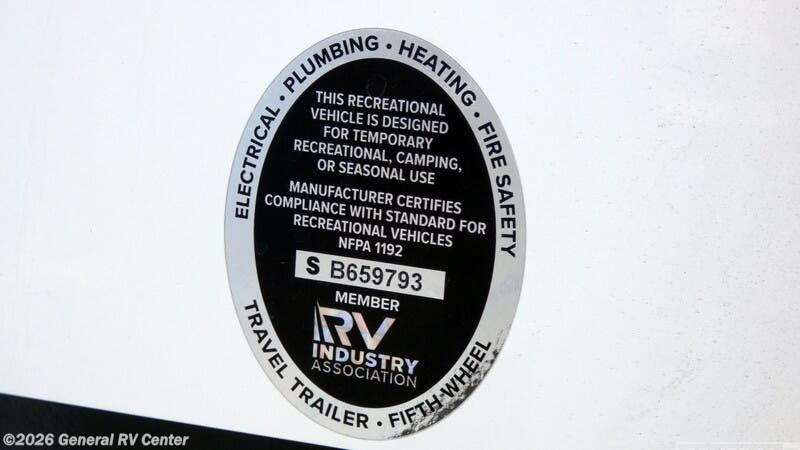 ELECTRICAL • PLUMBING • HEATING • FIRE SAFETY
THIS RECREATIONAL
VEHICLE IS DESIGNED
FOR TEMPORARY
RECREATIONAL, CAMPING,
OR SEASONAL USE
MANUFACTURER CERTIFIES
COMPLIANCE WITH STANDARD FOR
RECREATIONAL VEHICLES
NFPA 1192
S B659793
MEMBER
RV
INDUSTRY
ASSOCIATION
TRAVEL TRAILER • FIFTH WHEEL
©2026 General RV Center